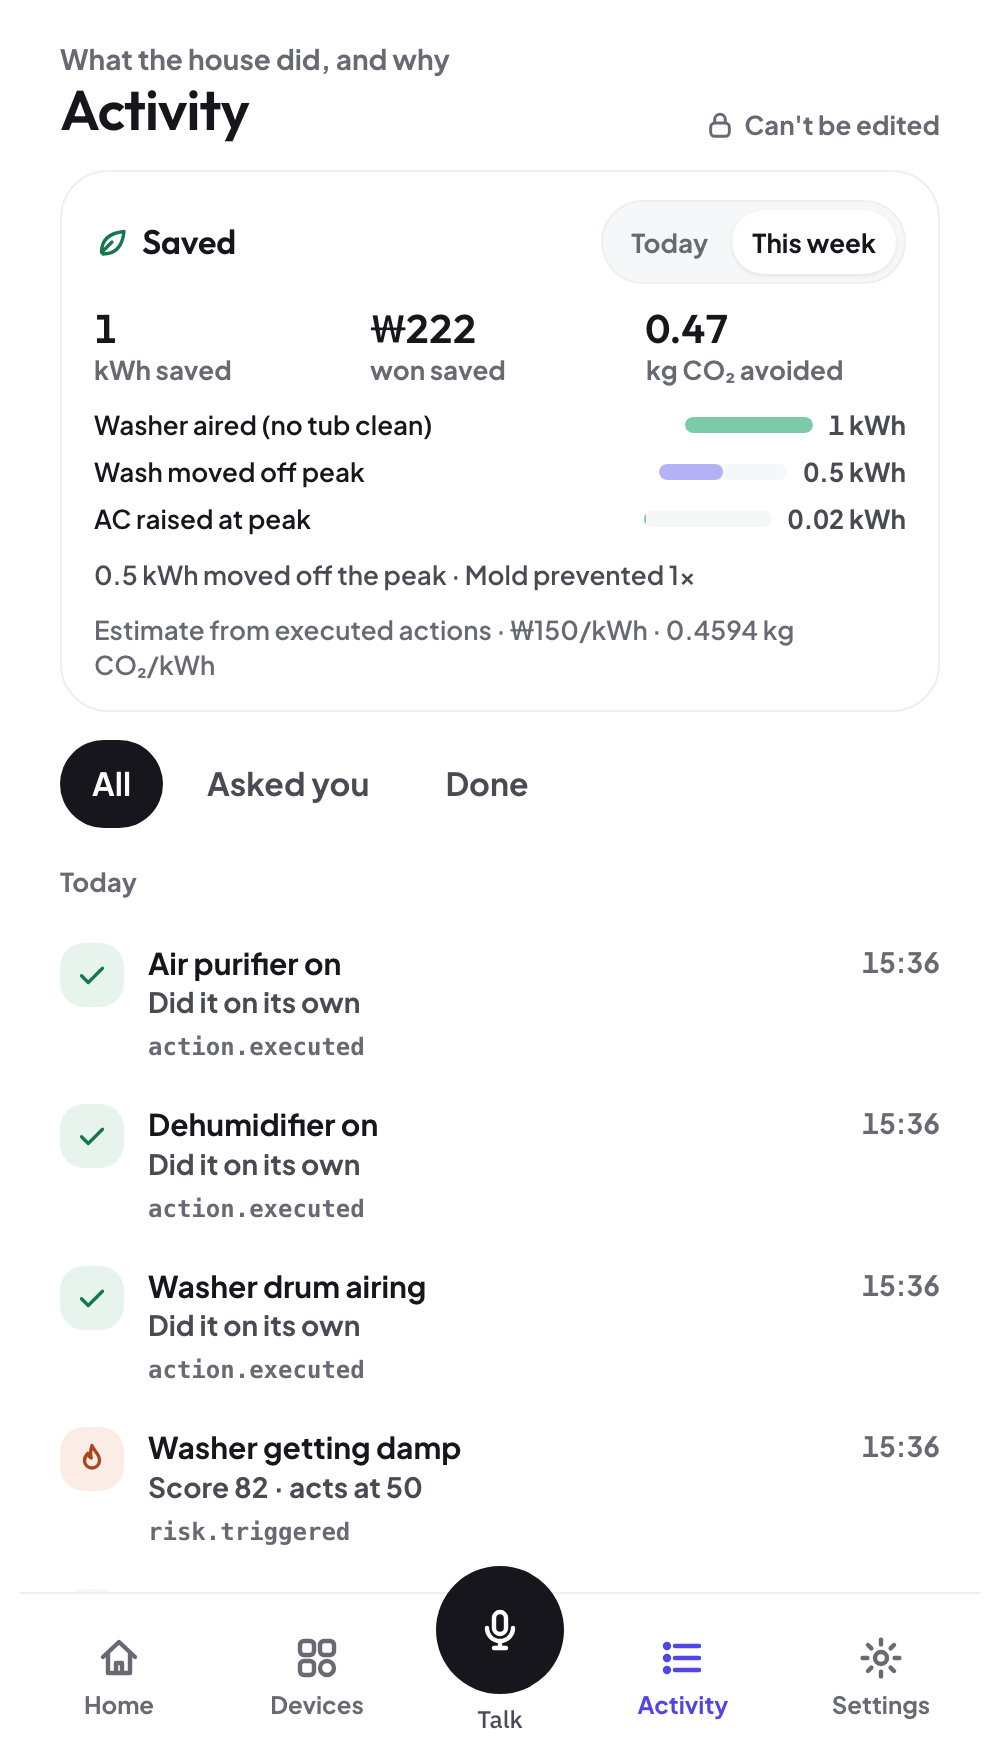 What the house did, and why
Activity
Can't be edited
Saved
Today
This week
1
₩222
0.47
kWh saved
won saved
kg CO₂ avoided
Washer aired (no tub clean)
1 kWh
Wash moved off peak
0.5 kWh
AC raised at peak
0.02 kWh
0.5 kWh moved off the peak · Mold prevented 1×
Estimate from executed actions · ₩150/kWh · 0.4594 kg
CO₂/kWh
All
Asked you
Done
Today
Air purifier on
15:36
Did it on its own
action.executed
Dehumidifier on
15:36
Did it on its own
action.executed
Washer drum airing
15:36
Did it on its own
action.executed
Washer getting damp
15:36
Score 82 · acts at 50
risk.triggered
Home
Devices
Talk
Activity
Settings